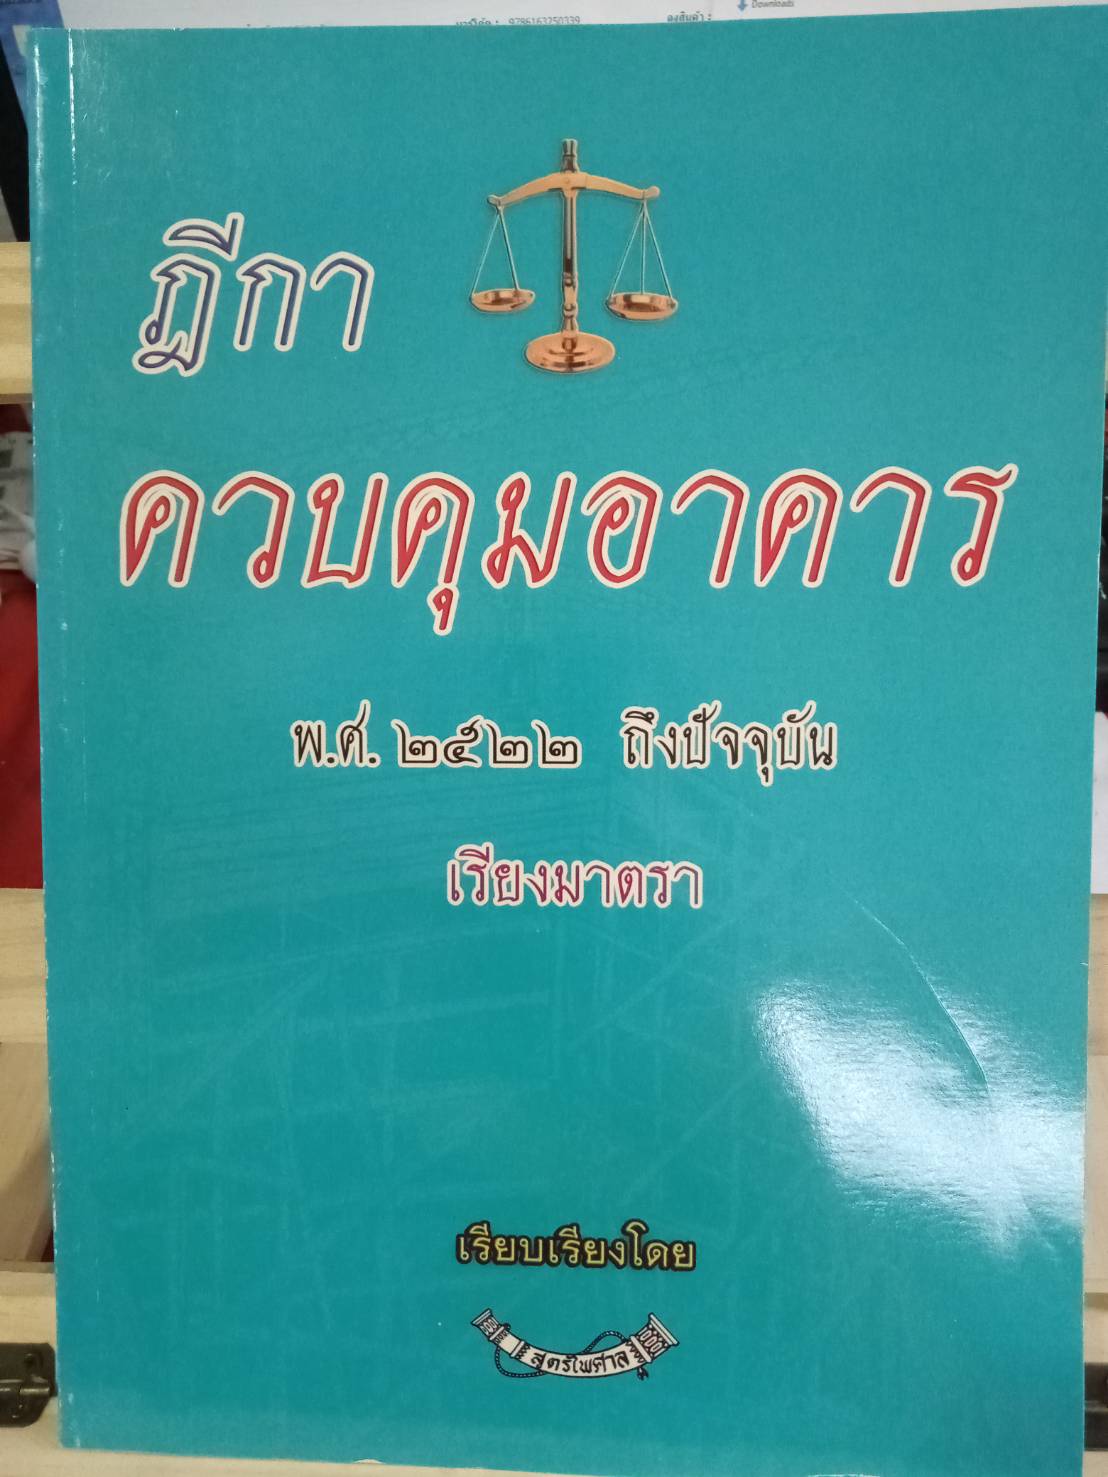 9786163250339
Downloads
ฎีกา
ควบคุมอาคาร
พ.ศ. ๒๕๒๒ ถึงปัจจุบัน
เรียงมาตรา
เรียบเรียงโดย
สูตรไพศาล